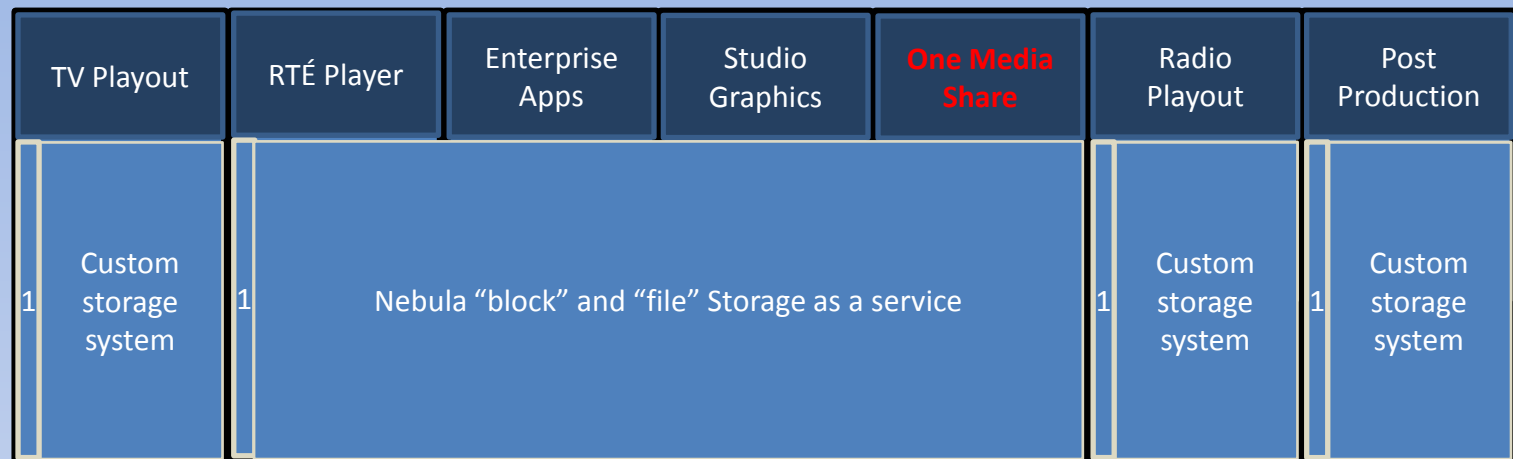 TV Playout
RTÉ Player
Enterprise
Apps
Studio
Graphics
One Media
Share
Radio
Playout
Post
Production
1
Custom
storage
system
1
Nebula “block” and “file” Storage as a service
1
Custom
storage
system
1
Custom
storage
system